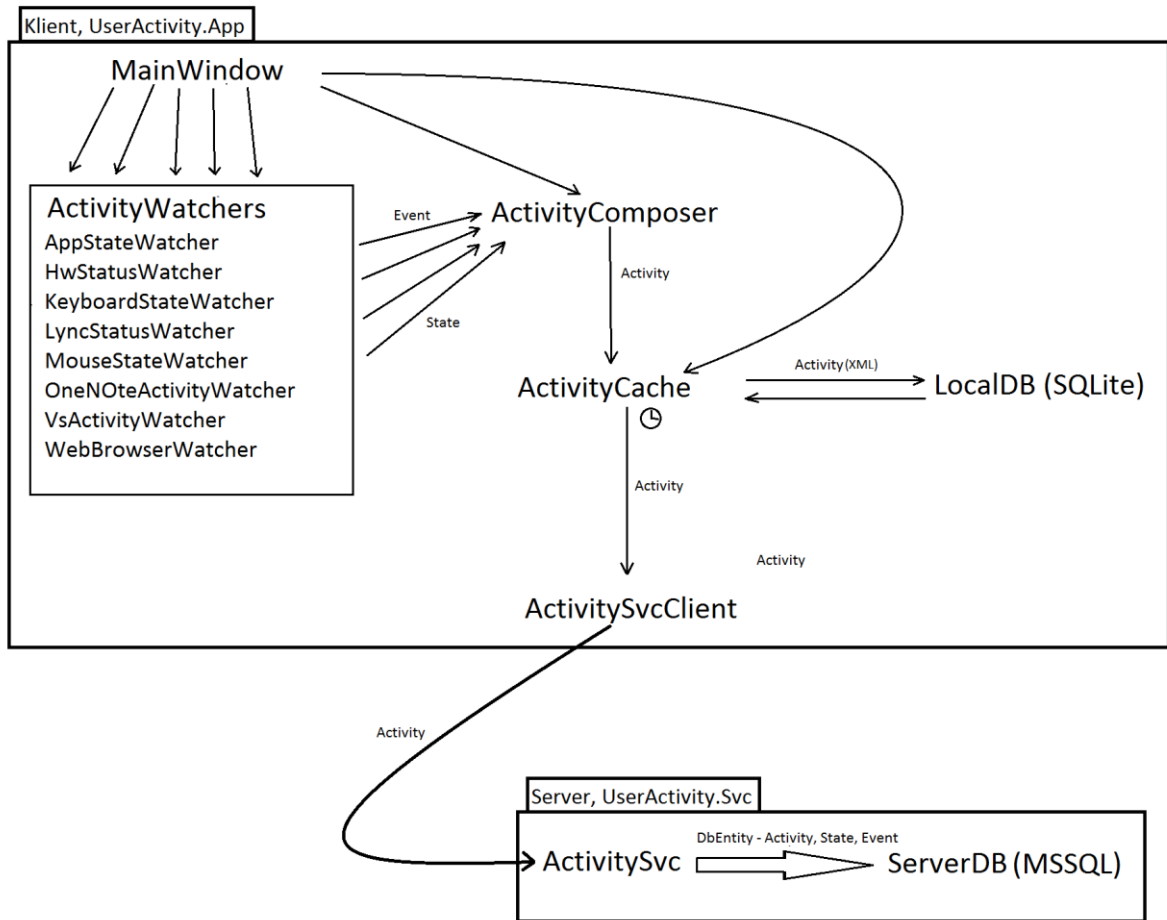 Klient, UserActivity.App
MainWindow
ActivityWatchers
AppStateWatcher
HwStatusWatcher
KeyboardStateWatcher
LyncStatusWatcher
MouseStateWatcher
OneNOteActivityWatcher
VsActivityWatcher
WebBrowserWatcher
Event
State
ActivityComposer
Activity
ActivityCache
Activity(XML)
LocalDB (SQLite)
Activity
Activity
ActivitySvcClient
Activity
Server, UserActivity.Svc
ActivitySvc
DbEntity - Activity, State, Event
ServerDB (MSSQL)